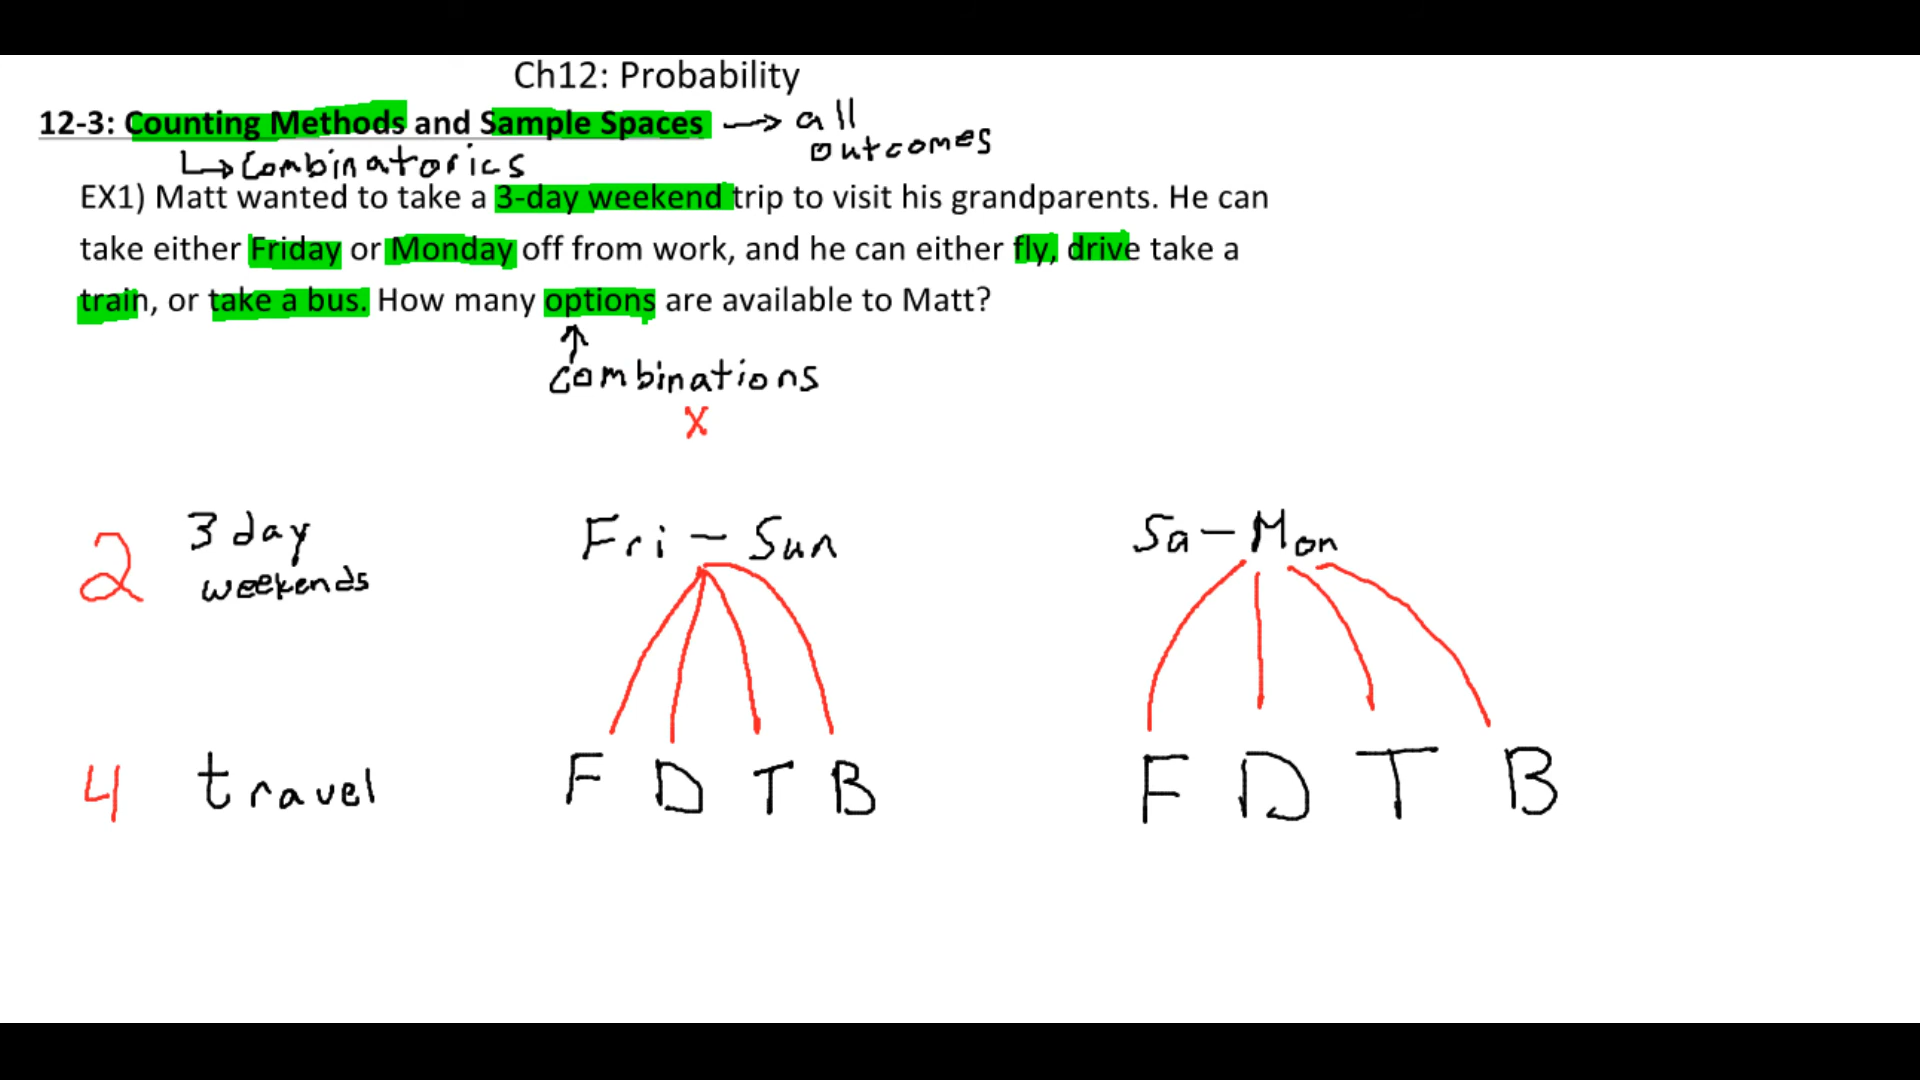 Ch12: Probability
12-3: Counting Methods and Sample Spaces → all
outcomes
↳ Combinatorics
EX1) Matt wanted to take a 3-day weekend trip to visit his grandparents. He can
take either Friday or Monday off from work, and he can either fly, drive take a
train, or take a bus. How many options are available to Matt?
↑
combinations
x
2 3 day weekends Fri – Sun Sa – Mon
4 travel F D T B F D T B